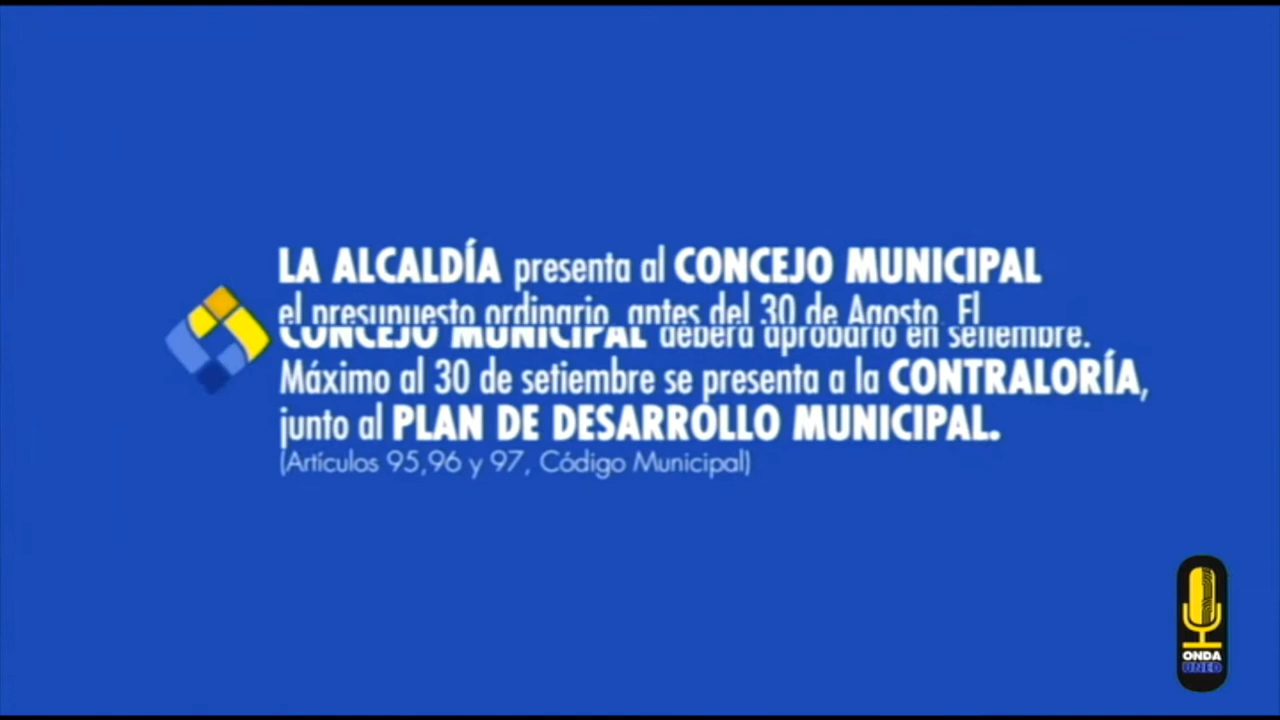 LA ALCALDÍA presenta al CONCEJO MUNICIPAL
el presupuesto ordinario, antes del 30 de Agosto. El
CONCEJO MUNICIPAL deberá aprobarlo en setiembre.
Máximo al 30 de setiembre se presenta a la CONTRALORÍA,
junto al PLAN DE DESARROLLO MUNICIPAL.
(Artículos 95,96 y 97, Código Municipal)
ONDA
UNED